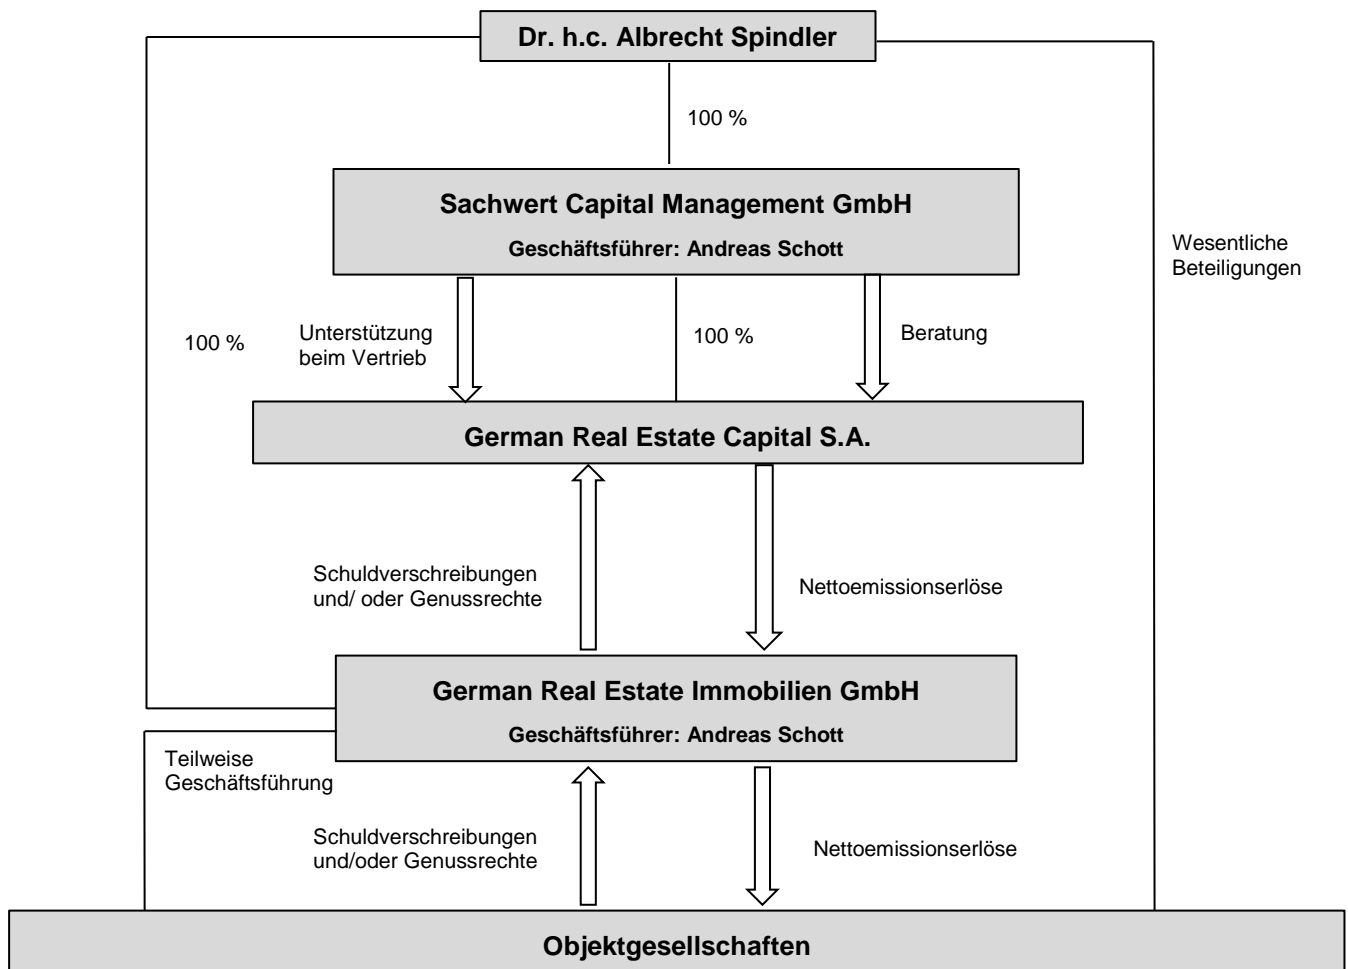 Dr. h.c. Albrecht Spindler
100 %
Sachwert Capital Management GmbH
Geschäftsführer: Andreas Schott
Wesentliche
Beteiligungen
100 %
Unterstützung
beim Vertrieb
100 %
Beratung
German Real Estate Capital S.A.
Schuldverschreibungen
und/ oder Genussrechte
Nettoemissionserlöse
German Real Estate Immobilien GmbH
Geschäftsführer: Andreas Schott
Teilweise
Geschäftsführung
Schuldverschreibungen
und/oder Genussrechte
Nettoemissionserlöse
Objektgesellschaften